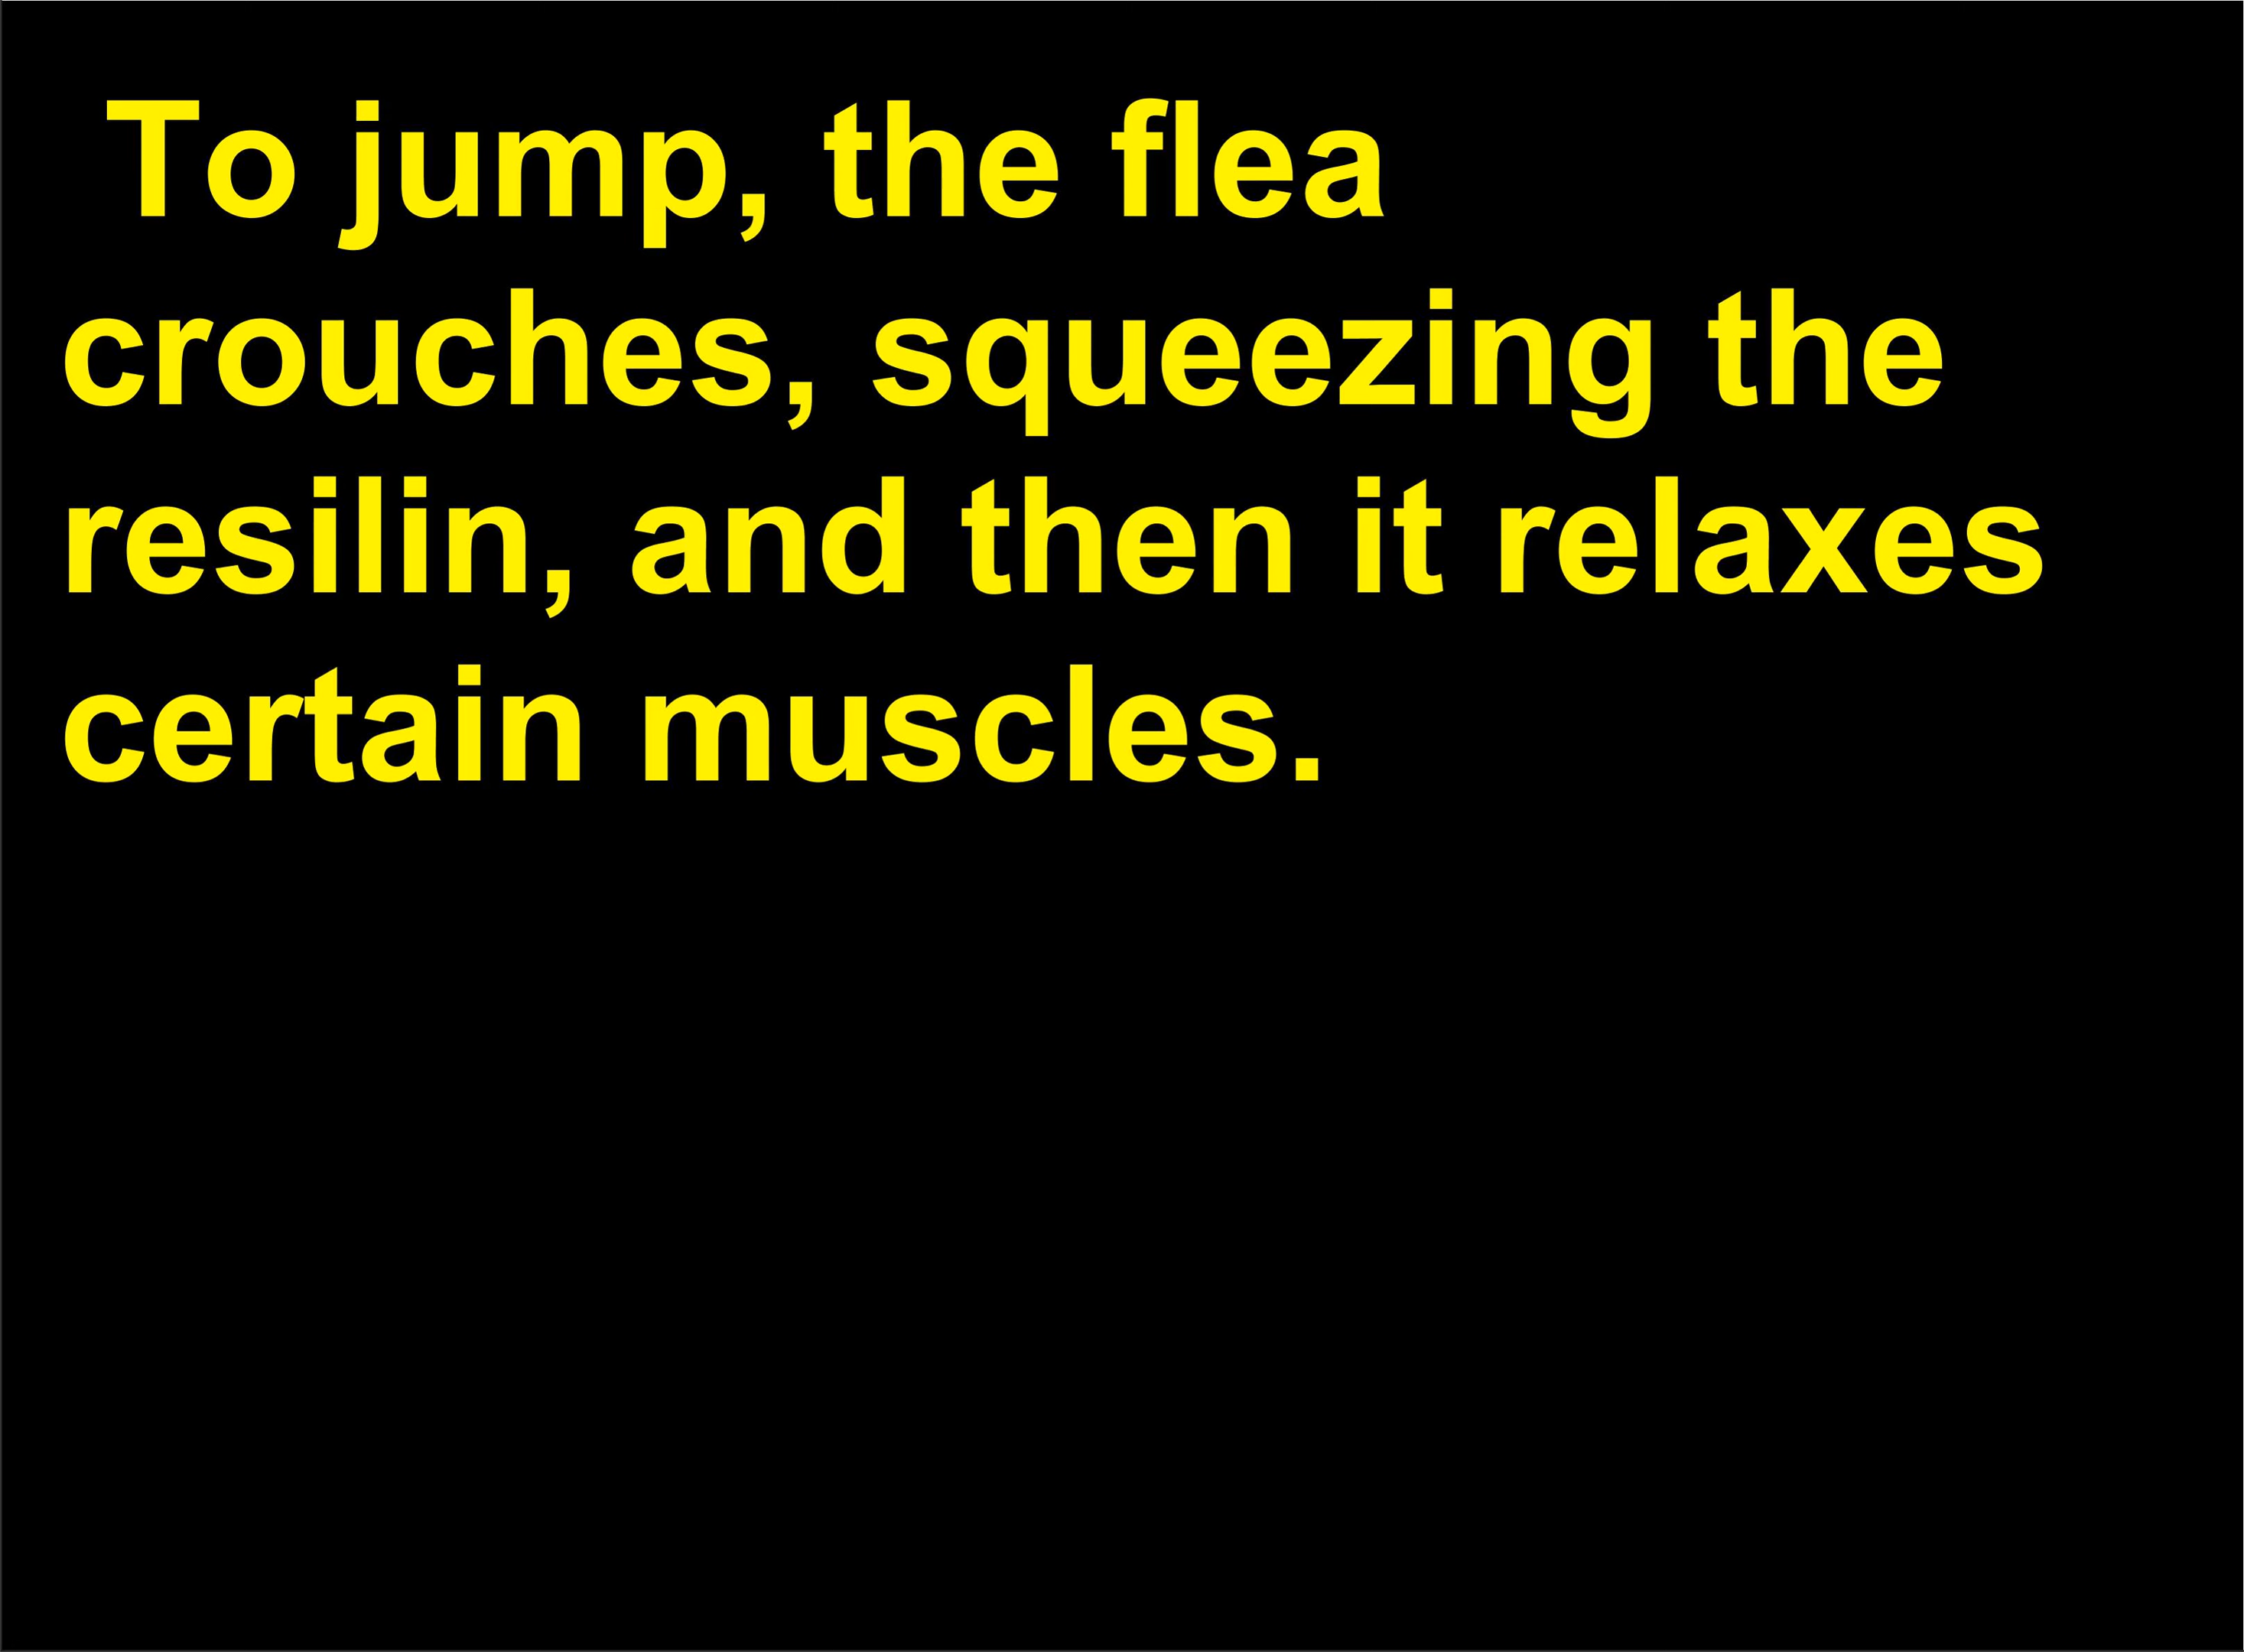 To jump, the flea
crouches, squeezing the
resilin, and then it relaxes
certain muscles.